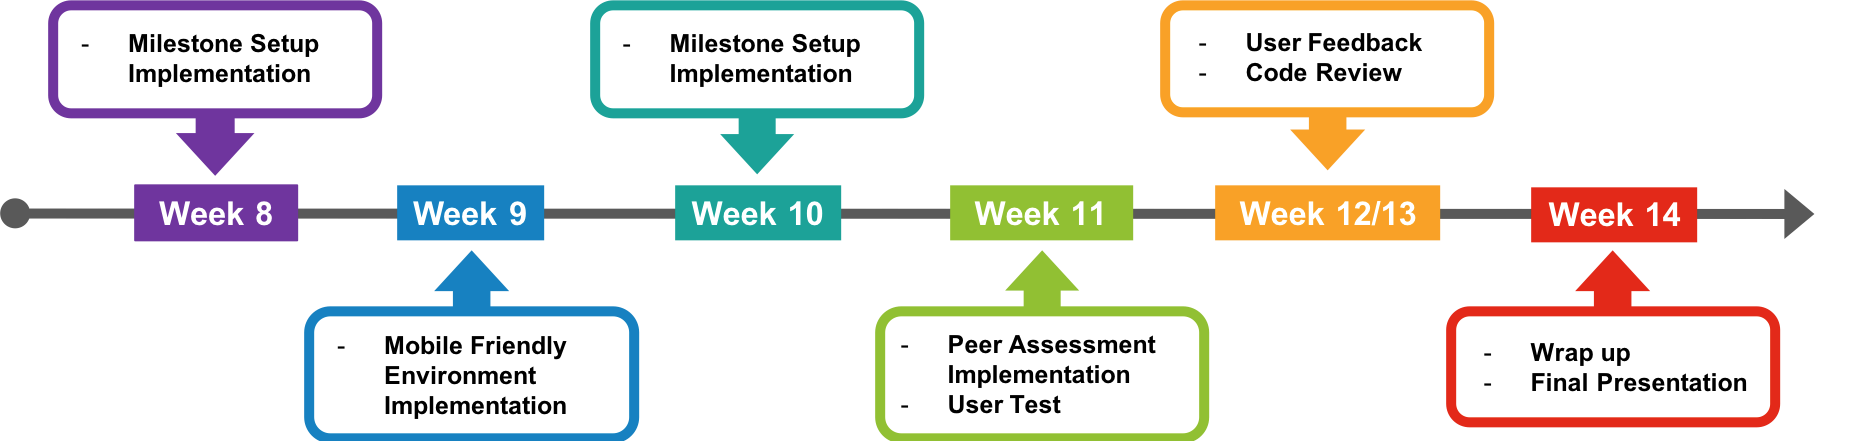 - Milestone Setup
Implementation
- Milestone Setup
Implementation
- User Feedback
- Code Review
Week 8
Week 9
Week 10
Week 11
Week 12/13
Week 14
- Mobile Friendly
Environment
Implementation
- Peer Assessment
Implementation
- User Test
- Wrap up
- Final Presentation